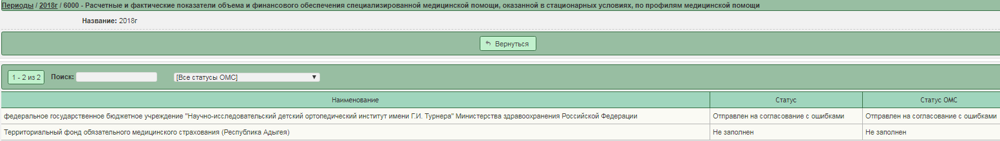 Периоды / 2018г / 6000 - Расчетные и фактические показатели объема и финансового обеспечения специализированной медицинской помощи, оказанной в стационарных условиях, по профилям медицинской помощи
Название: 2018г
Вернуться
1 - 2 из 2 Поиск: [Все статусы ОМС]
Наименование Статус Статус ОМС
федеральное государственное бюджетное учреждение "Научно-исследовательский детский ортопедический институт имени Г.И. Турнера" Министерства здравоохранения Российской Федерации Отправлен на согласование с ошибками Отправлен на согласование с ошибками
Территориальный фонд обязательного медицинского страхования (Республика Адыгея) Не заполнен Не заполнен